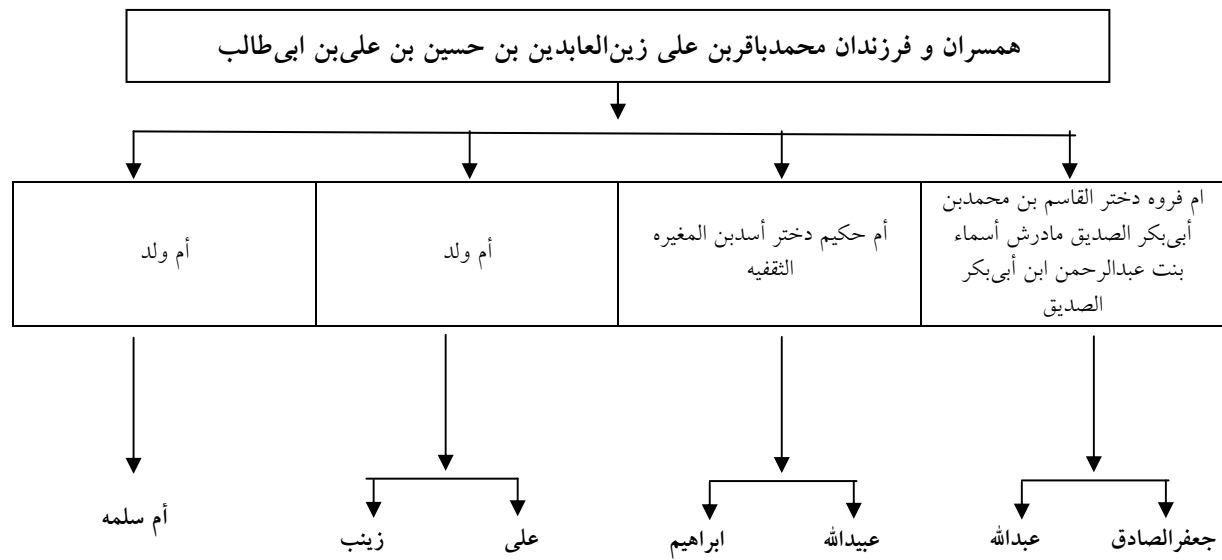 همسران و فرزندان محمدباقربن علی زین‌العابدین بن حسین بن علی‌بن ابی‌طالب
ام فروه دختر القاسم بن محمدبن
أبی‌بکر الصدیق مادرش أسماء
بنت عبدالرحمن ابن أبی‌بکر
الصدیق
أم حکیم دختر أسدبن المغیره
الثقفیه
أم ولد
أم ولد
جعفرالصادق
عبدالله
عبیدالله
ابراهیم
علی
زینب
أم سلمه